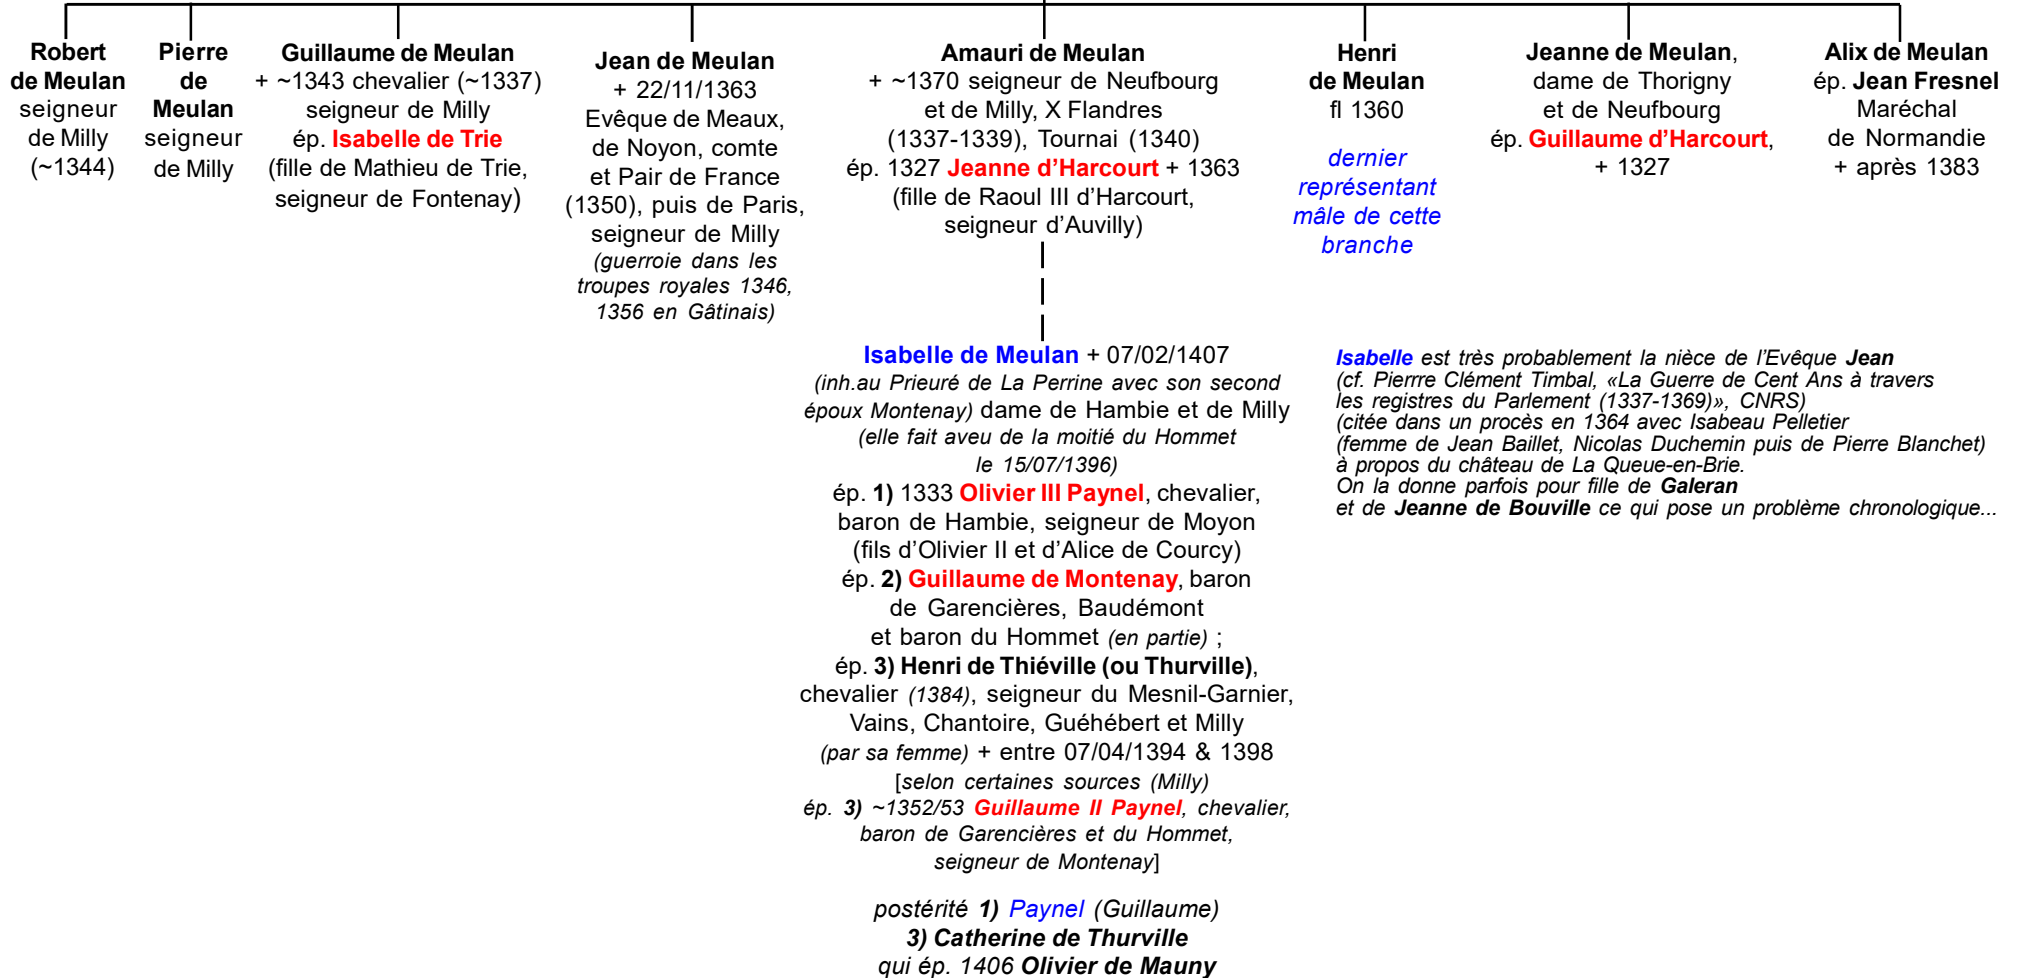 Robert
de Meulan
seigneur
de Milly
(~1344)
Pierre
de
Meulan
seigneur
de Milly
Guillaume de Meulan
+ ~1343 chevalier (~1337)
seigneur de Milly
ép. Isabelle de Trie
(fille de Mathieu de Trie,
seigneur de Fontenay)
Jean de Meulan
+ 22/11/1363
Evêque de Meaux,
de Noyon, comte
et Pair de France
(1350), puis de Paris,
seigneur de Milly
(guerroie dans les
troupes royales 1346,
1356 en Gâtinais)
Amauri de Meulan
+ ~1370 seigneur de Neufbourg
et de Milly, X Flandres
(1337-1339), Tournai (1340)
ép. 1327 Jeanne d’Harcourt + 1363
(fille de Raoul III d’Harcourt,
seigneur d’Auvilly)
Henri
de Meulan
fl 1360
dernier
représentant
mâle de cette
branche
Jeanne de Meulan,
dame de Thorigny
et de Neufbourg
ép. Guillaume d’Harcourt,
+ 1327
Alix de Meulan
ép. Jean Fresnel
Maréchal
de Normandie
+ après 1383
Isabelle de Meulan + 07/02/1407
(inh.au Prieuré de La Perrine avec son second
époux Montenay) dame de Hambie et de Milly
(elle fait aveu de la moitié du Hommet
le 15/07/1396)
ép. 1) 1333 Olivier III Paynel, chevalier,
baron de Hambie, seigneur de Moyon
(fils d’Olivier II et d’Alice de Courcy)
ép. 2) Guillaume de Montenay, baron
de Garencières, Baudémont
et baron du Hommet (en partie) ;
ép. 3) Henri de Thiéville (ou Thurville),
chevalier (1384), seigneur du Mesnil-Garnier,
Vains, Chantoire, Guéhébert et Milly
(par sa femme) + entre 07/04/1394 & 1398
[selon certaines sources (Milly)
ép. 3) ~1352/53 Guillaume II Paynel, chevalier,
baron de Garencières et du Hommet,
seigneur de Montenay]
postérité 1) Paynel (Guillaume)
3) Catherine de Thurville
qui ép. 1406 Olivier de Mauny
Isabelle est très probablement la nièce de l’Evêque Jean
(cf. Pierrre Clément Timbal, «La Guerre de Cent Ans à travers
les registres du Parlement (1337-1369)», CNRS)
(citée dans un procès en 1364 avec Isabeau Pelletier
(femme de Jean Baillet, Nicolas Duchemin puis de Pierre Blanchet)
à propos du château de La Queue-en-Brie.
On la donne parfois pour fille de Galeran
et de Jeanne de Bouville ce qui pose un problème chronologique...